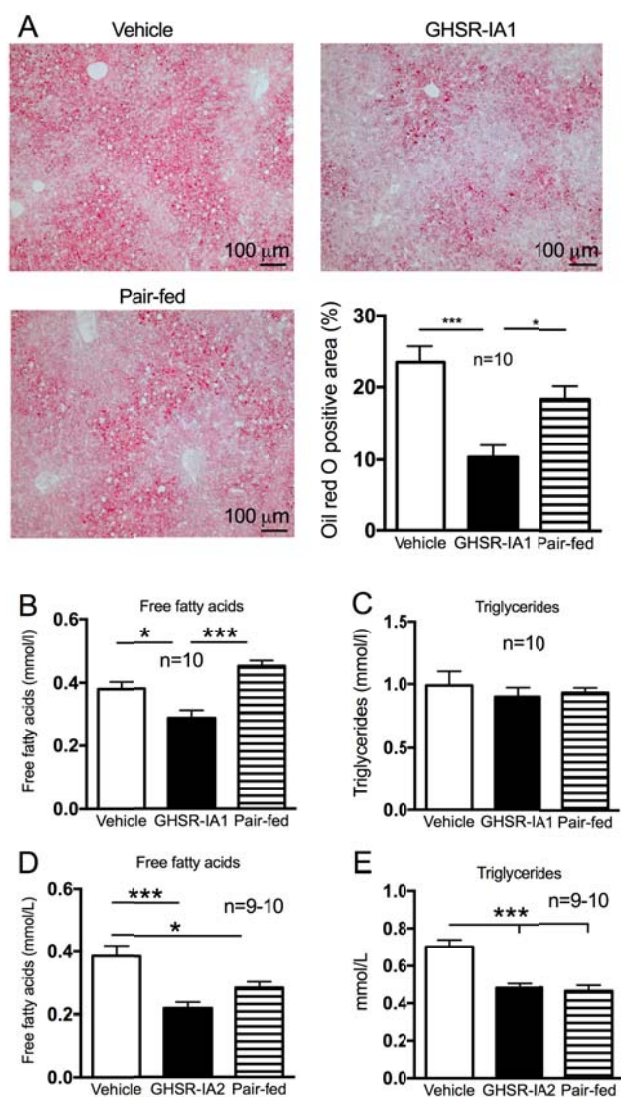 A
Vehicle
GHSR-IA1
100 μm
100 μm
Pair-fed
100 μm
Oil red O positive area (%)
30
20
10
0
***
*
n=10
Vehicle GHSR-IA1 Pair-fed
B
Free fatty acids
Free fatty acids (mmol/l)
0.6
0.4
0.2
0.0
*
***
n=10
Vehicle GHSR-IA1 Pair-fed
C
Triglycerides
Triglycerides (mmol/l)
1.5
1.0
0.5
0.0
n=10
Vehicle GHSR-IA1 Pair-fed
D
Free fatty acids
Free fatty acids (mmol/L)
0.6
0.4
0.2
0.0
***
*
n=9-10
Vehicle GHSR-IA2 Pair-fed
E
Triglycerides
mmol/L
1.0
0.8
0.6
0.4
0.2
0.0
***
n=9-10
Vehicle GHSR-IA2 Pair-fed